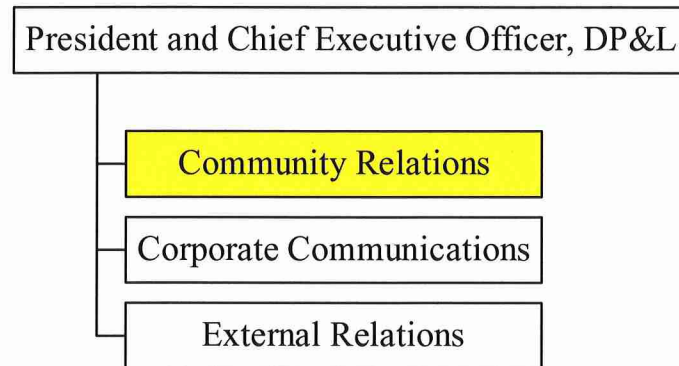 President and Chief Executive Officer, DP&L
Community Relations
Corporate Communications
External Relations